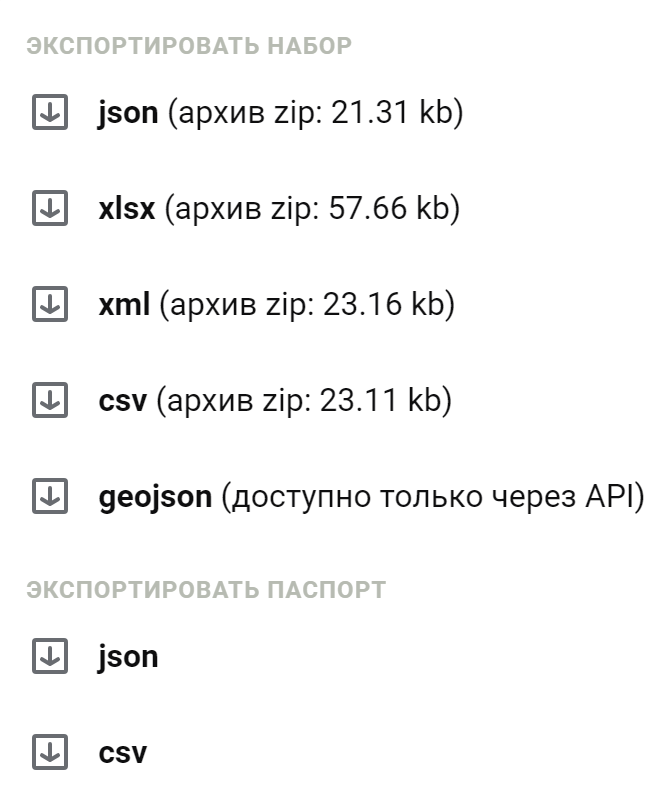 ЭКСПОРТИРОВАТЬ НАБОР
json (архив zip: 21.31 kb)
xlsx (архив zip: 57.66 kb)
xml (архив zip: 23.16 kb)
csv (архив zip: 23.11 kb)
geojson (доступно только через API)
ЭКСПОРТИРОВАТЬ ПАСПОРТ
json
csv